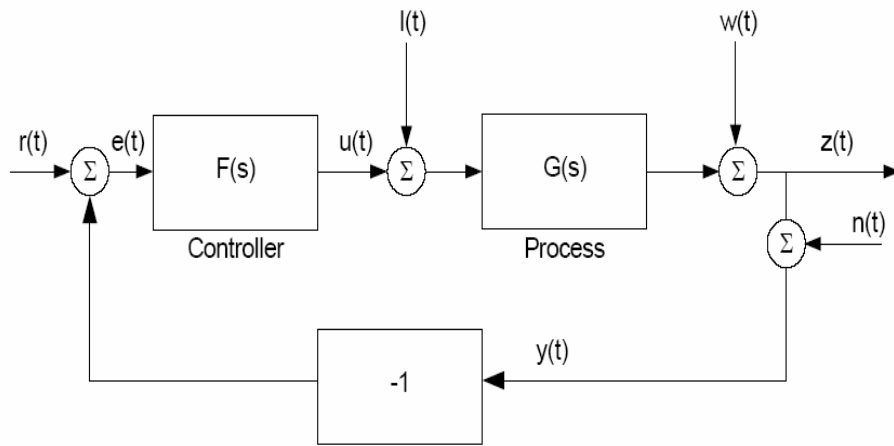 l(t)
w(t)
r(t)
Σ
e(t)
F(s)
u(t)
Σ
G(s)
Σ
z(t)
Controller
Process
Σ
n(t)
-1
y(t)